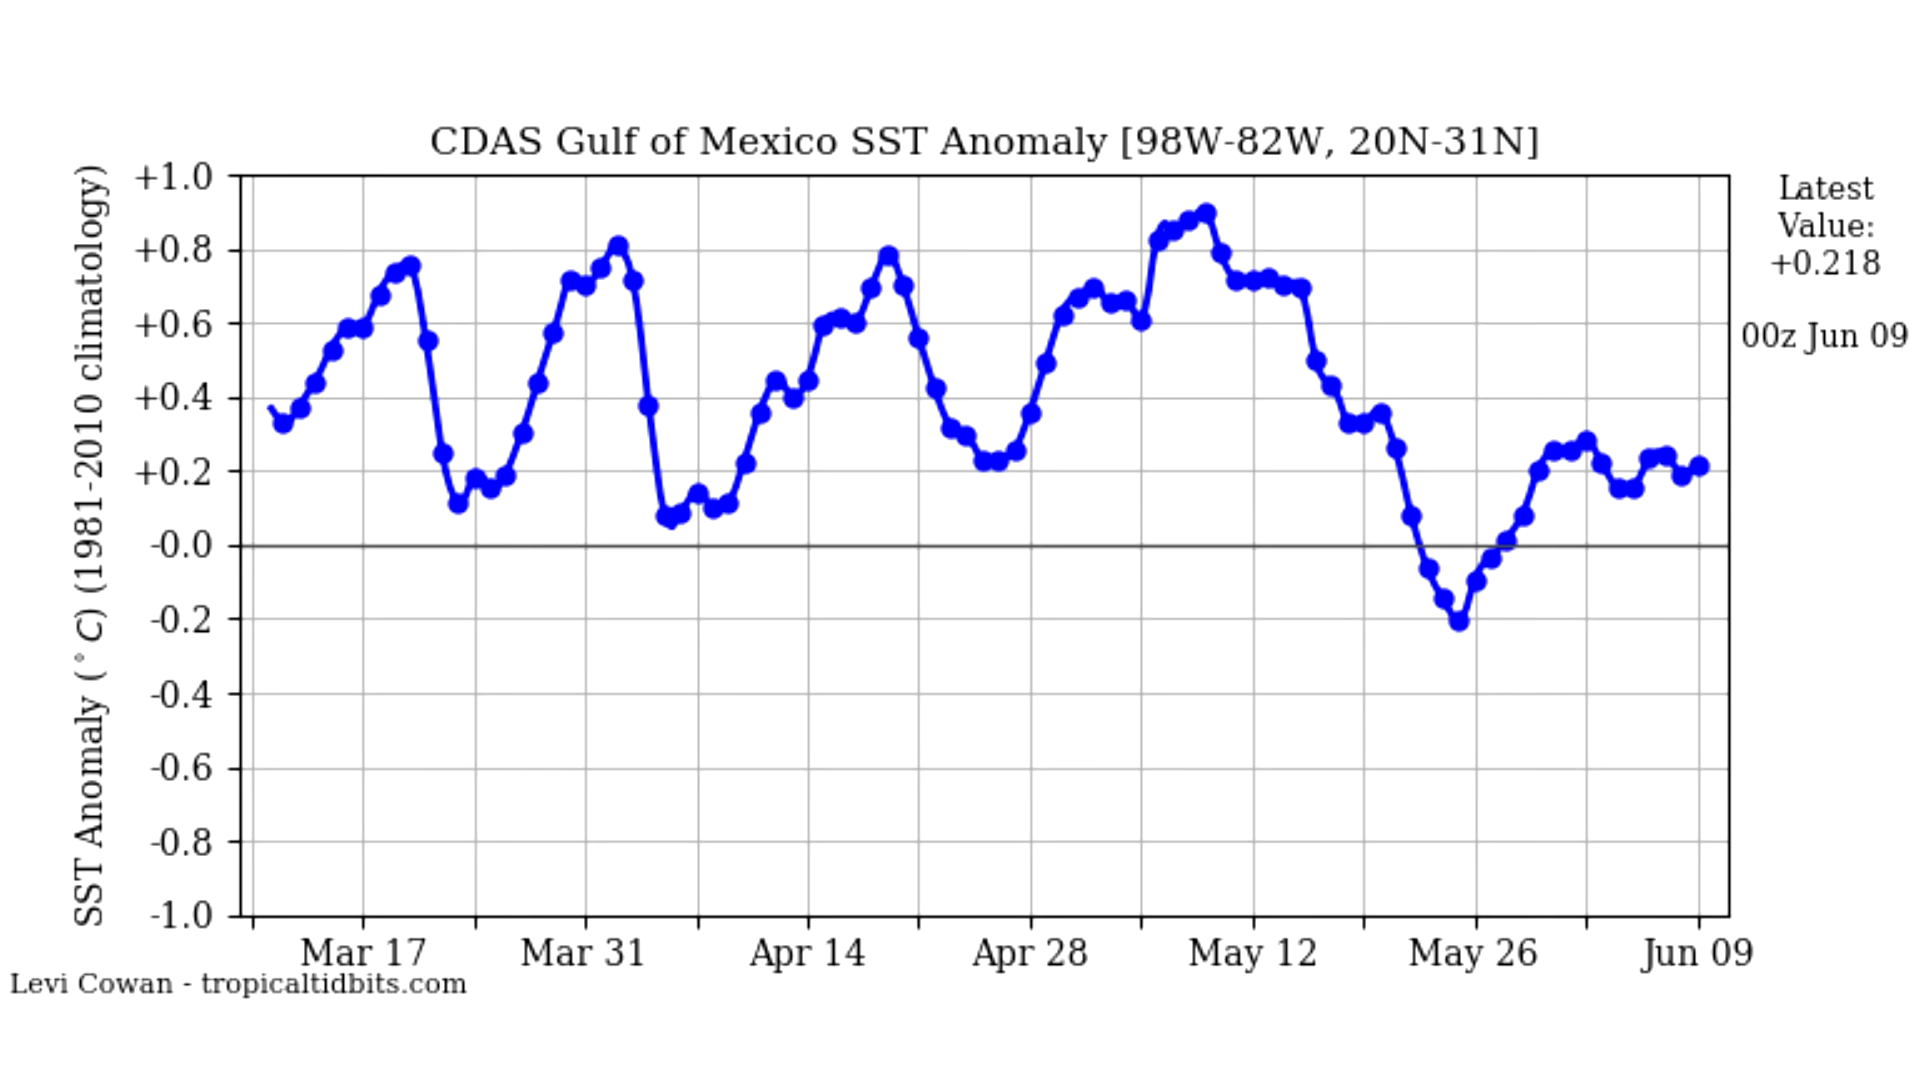 CDAS Gulf of Mexico SST Anomaly [98W-82W, 20N-31N]
SST Anomaly (°C) (1981-2010 climatology)
+1.0
+0.8
+0.6
+0.4
+0.2
-0.0
-0.2
-0.4
-0.6
-0.8
-1.0
Mar 17
Mar 31
Apr 14
Apr 28
May 12
May 26
Jun 09
Latest
Value:
+0.218
00z Jun 09
Levi Cowan - tropicaltidbits.com